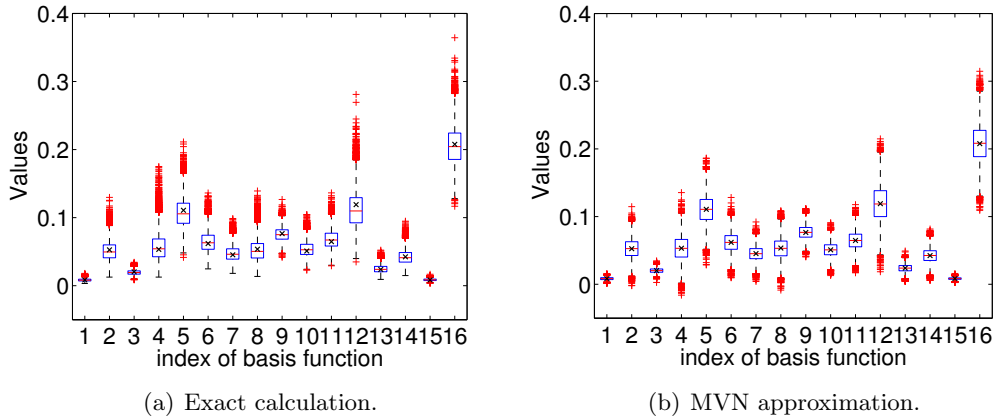 0.4
0.3
0.2
0.1
0
Values
1 2 3 4 5 6 7 8 9 10 11 12 13 14 15 16
index of basis function
(a) Exact calculation.
0.4
0.3
0.2
0.1
0
Values
1 2 3 4 5 6 7 8 9 10 11 12 13 14 15 16
index of basis function
(b) MVN approximation.